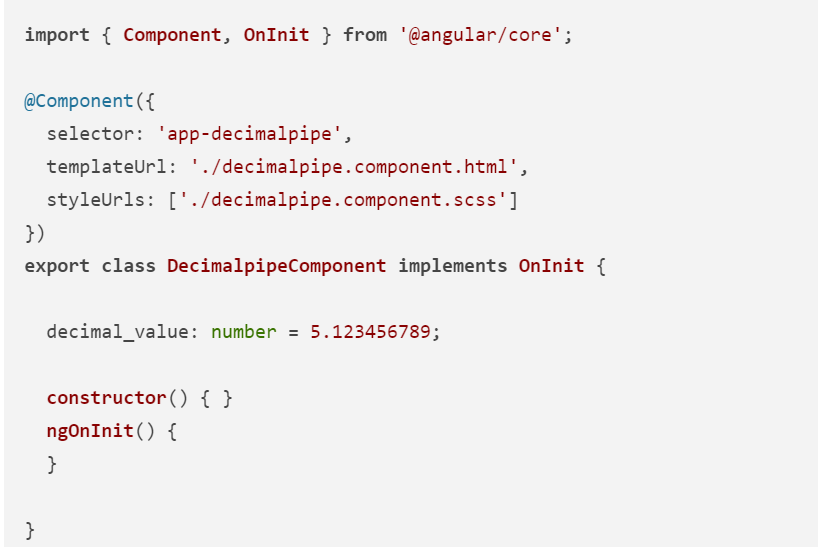 import { Component, OnInit } from '@angular/core';
@Component({
  selector: 'app-decimalpipe',
  templateUrl: './decimalpipe.component.html',
  styleUrls: ['./decimalpipe.component.scss']
})
export class DecimalpipeComponent implements OnInit {
  decimal_value: number = 5.123456789;
  constructor() { }
  ngOnInit() {
  }
}